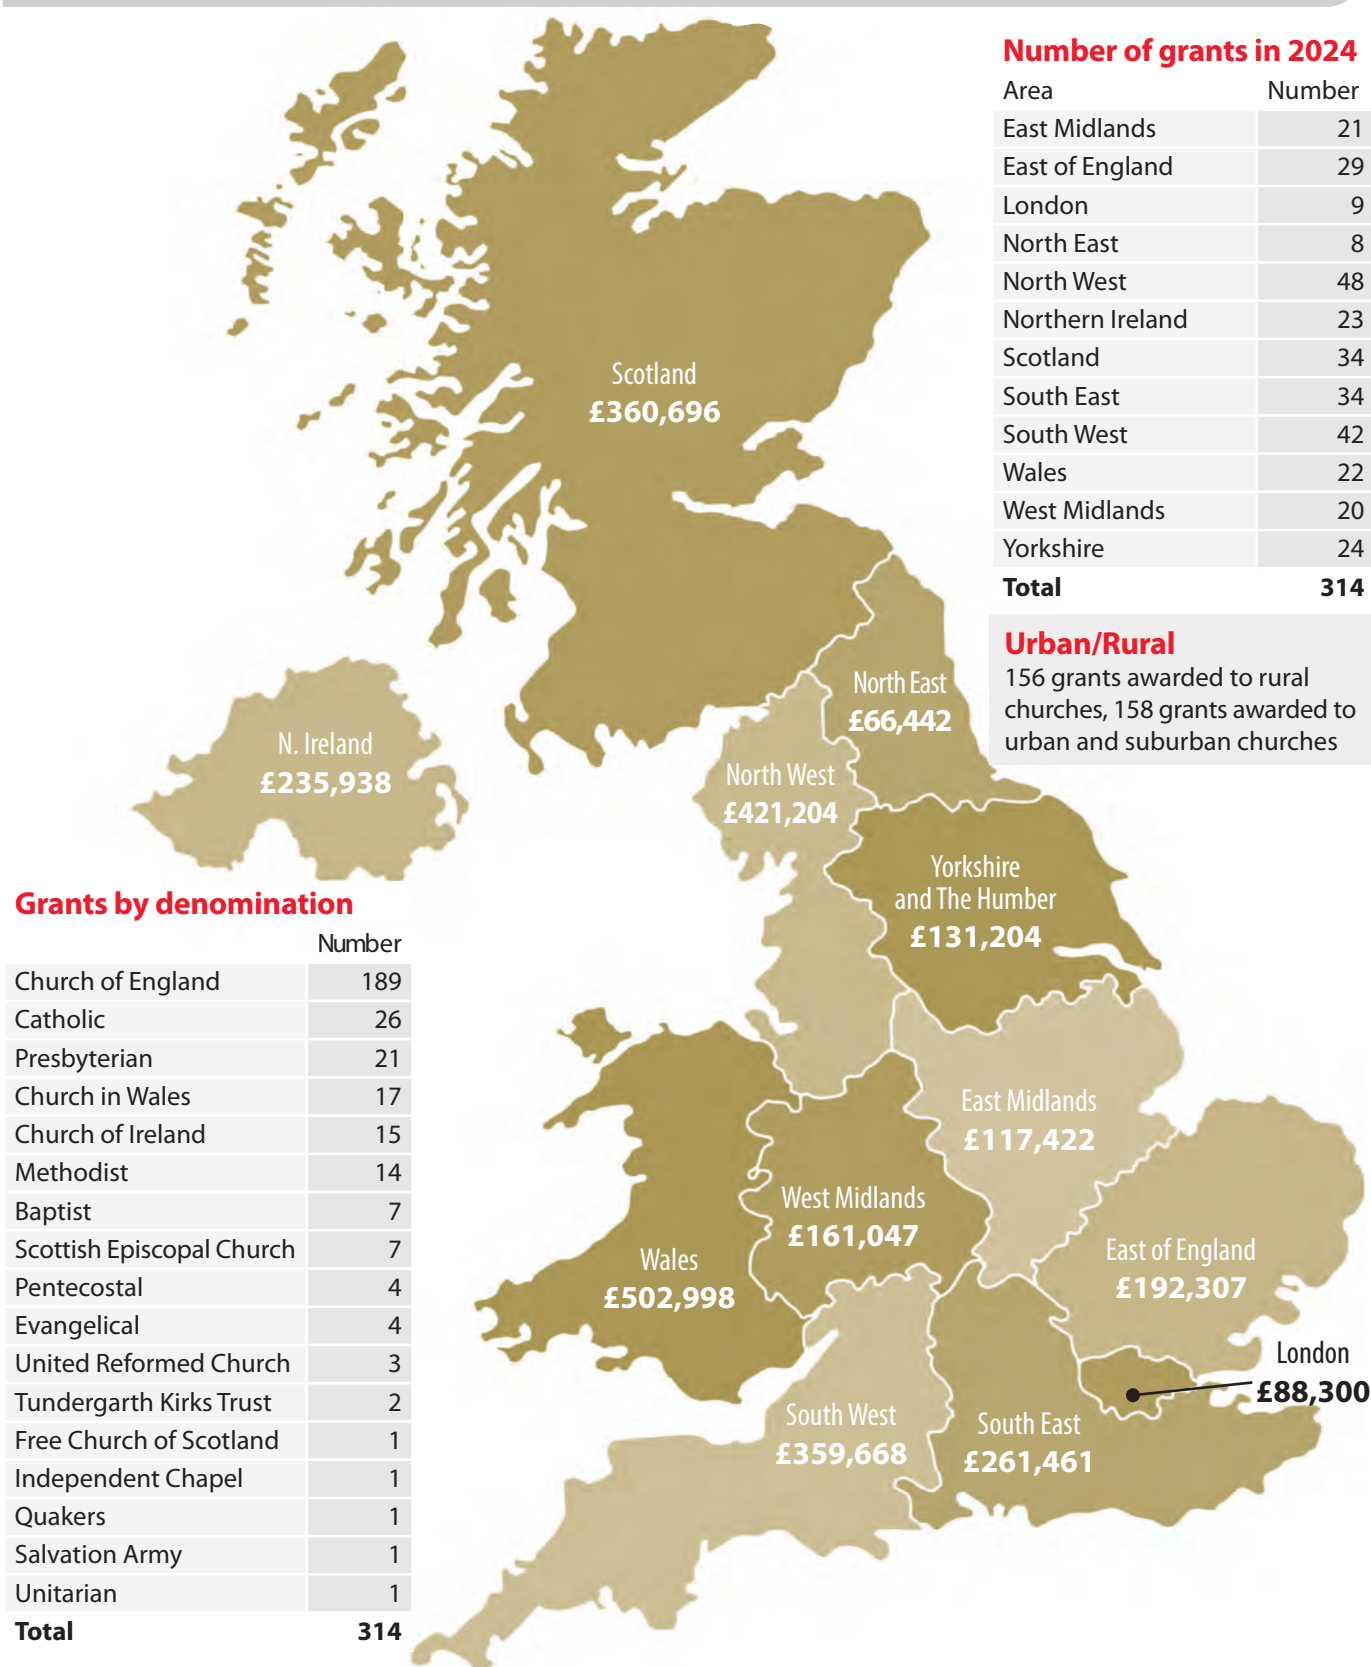 Number of grants in 2024
Area Number
East Midlands 21
East of England 29
London 9
North East 8
North West 48
Northern Ireland 23
Scotland 34
South East 34
South West 42
Wales 22
West Midlands 20
Yorkshire 24
Total 314
Urban/Rural
156 grants awarded to rural
churches, 158 grants awarded to
urban and suburban churches
Scotland
£360,696
North East
£66,442
N. Ireland
£235,938
North West
£421,204
Yorkshire
and The Humber
£131,204
East Midlands
£117,422
West Midlands
£161,047
Wales
£502,998
East of England
£192,307
London
£88,300
South West
£359,668
South East
£261,461
Grants by denomination
Number
Church of England 189
Catholic 26
Presbyterian 21
Church in Wales 17
Church of Ireland 15
Methodist 14
Baptist 7
Scottish Episcopal Church 7
Pentecostal 4
Evangelical 4
United Reformed Church 3
Tundergarth Kirks Trust 2
Free Church of Scotland 1
Independent Chapel 1
Quakers 1
Salvation Army 1
Unitarian 1
Total 314